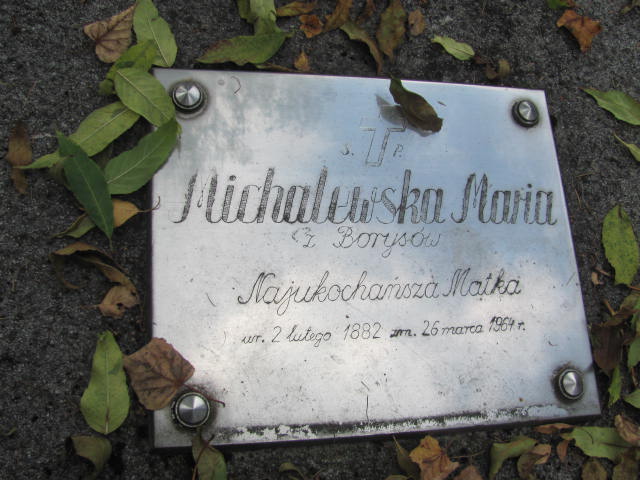 Ś. P.
Michalewska Maria
Z Borysów
Najukochańsza Matka
ur. 2 lutego 1882 zm. 26 marca 1964 r.